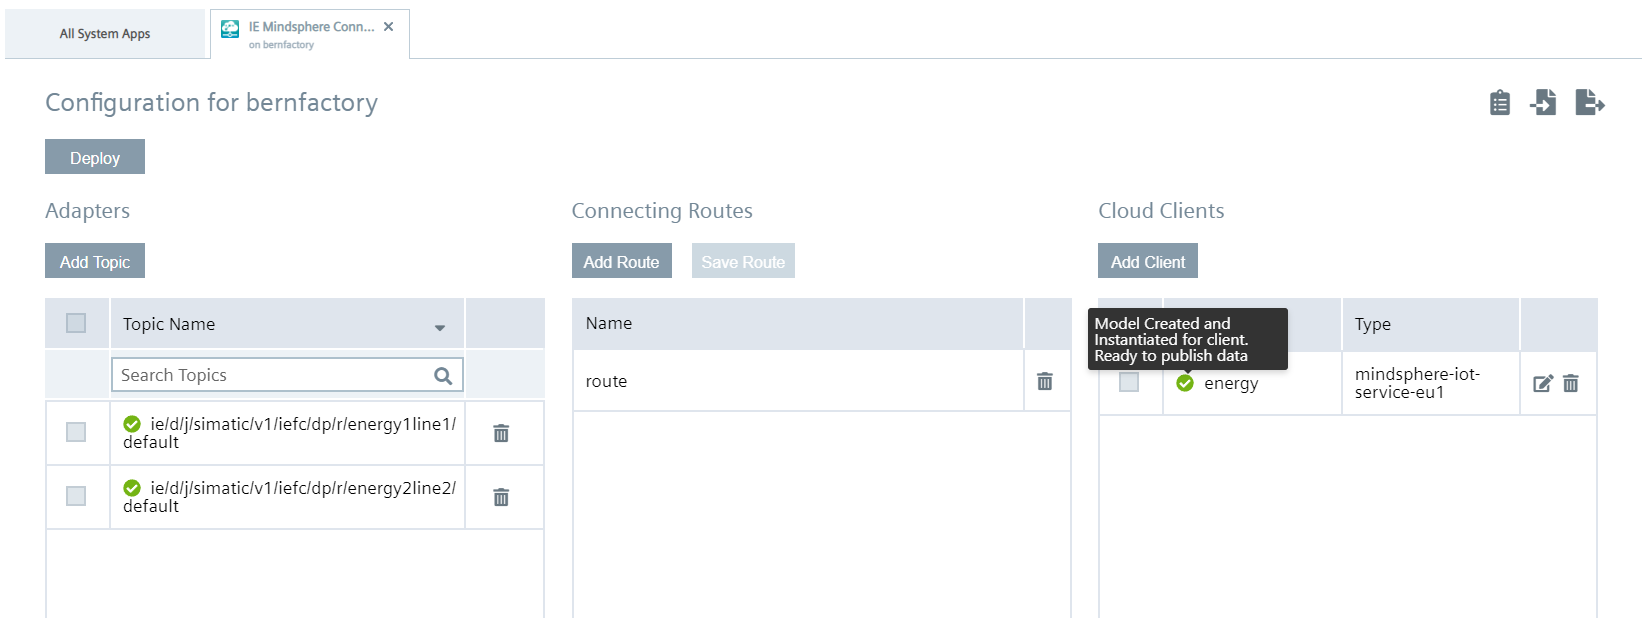 All System Apps
IE Mindsphere Conn...
on bernfactory
Configuration for bernfactory
Deploy
Adapters
Add Topic
Topic Name
Search Topics
ie/d/j/simatic/v1/iefc/dp/r/energy1line1/
default
ie/d/j/simatic/v1/iefc/dp/r/energy2line2/
default
Connecting Routes
Add Route
Save Route
Name
route
Cloud Clients
Add Client
Model Created and
Instantiated for client.
Ready to publish data
Type
energy
mindsphere-iot-
service-eu1